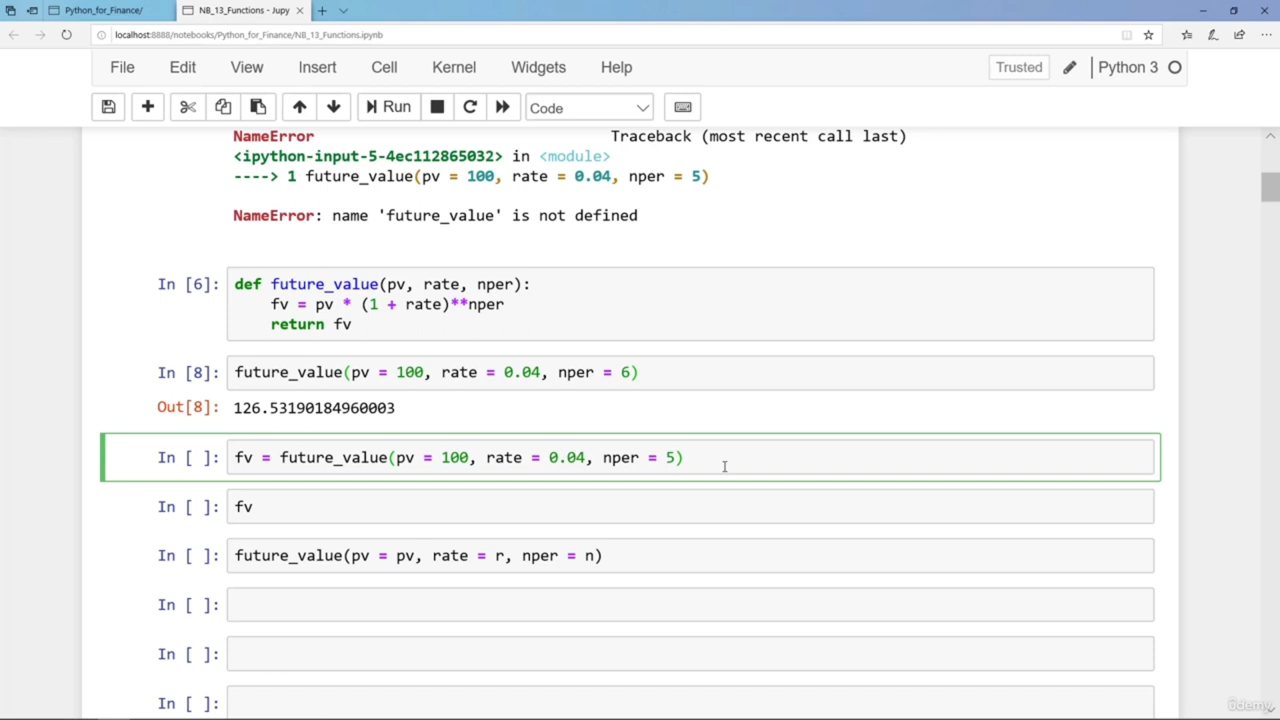 Python_for_Finance/
NB_13_Functions - Jupy
localhost:8888/notebooks/Python_for_Finance/NB_13_Functions.ipynb
File Edit View Insert Cell Kernel Widgets Help Trusted Python 3
Run Code
NameError Traceback (most recent call last)
<ipython-input-5-4ec112865032> in <module>
----> 1 future_value(pv = 100, rate = 0.04, nper = 5)
NameError: name 'future_value' is not defined
In [6]: def future_value(pv, rate, nper):
fv = pv * (1 + rate)**nper
return fv
In [8]: future_value(pv = 100, rate = 0.04, nper = 6)
Out[8]: 126.53190184960003
In [ ]: fv = future_value(pv = 100, rate = 0.04, nper = 5)
In [ ]: fv
In [ ]: future_value(pv = pv, rate = r, nper = n)
In [ ]:
In [ ]:
In [ ]:
ûdemy